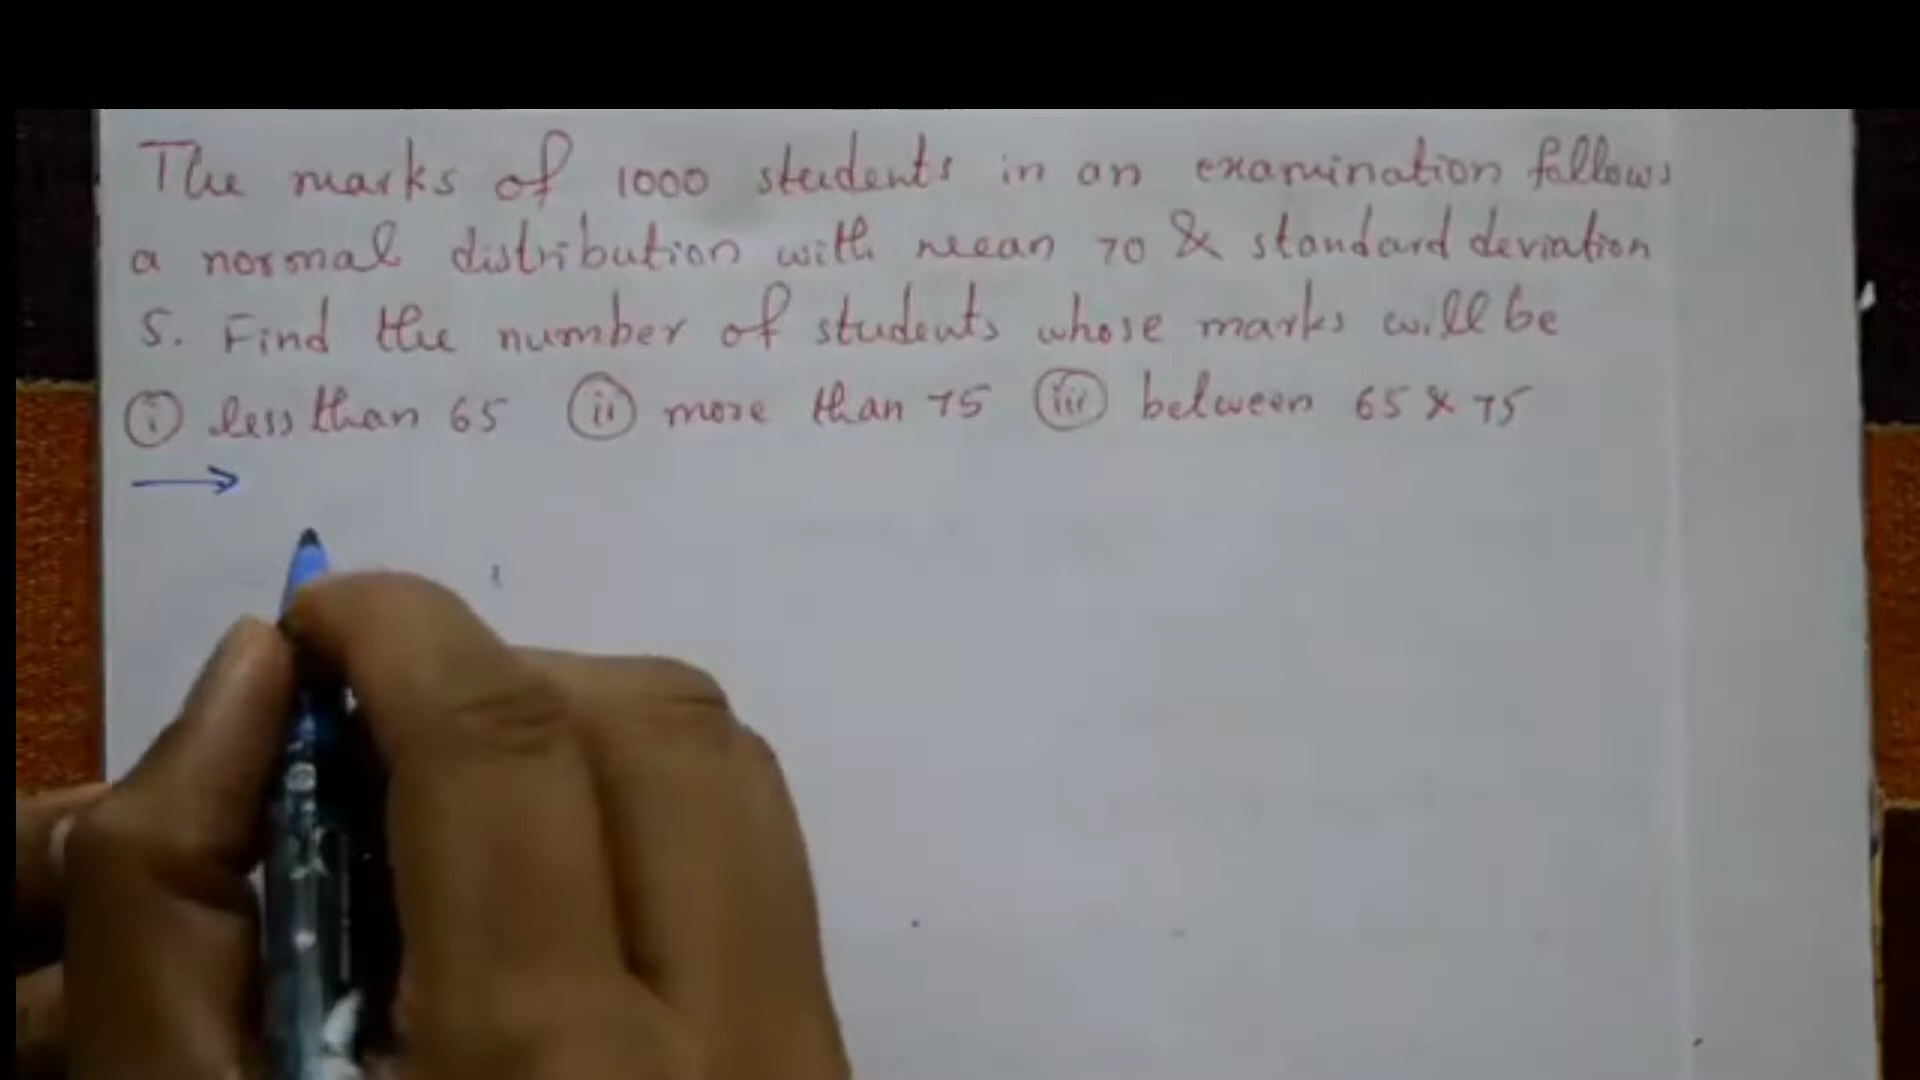 The marks of 1000 students in an examination follows
a normal distribution with mean 70 & standard deviation
5. Find the number of students whose marks will be
(i) less than 65 (ii) more than 75 (iii) between 65 & 75